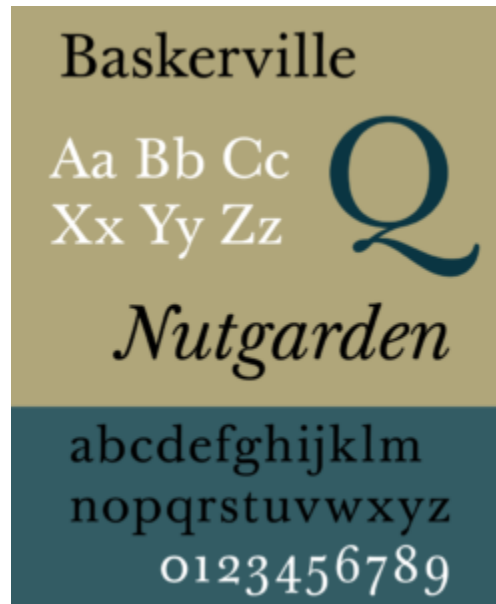 Baskerville
Aa Bb Cc
Xx Yy Zz
Q
Nutgarden
abcdefghijklm
nopqrstuvwxyz
0123456789